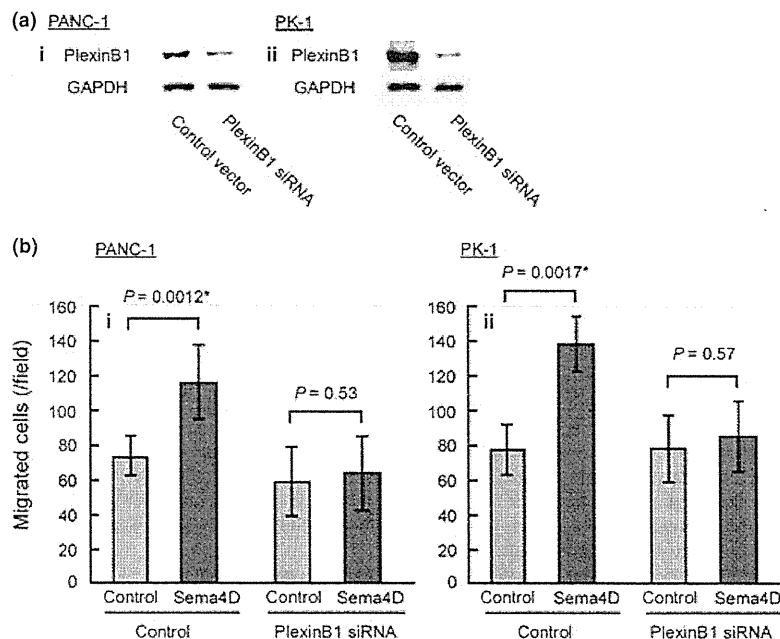 (a) PANC-1 PK-1
i PlexinB1 ii PlexinB1
GAPDH GAPDH
Control vector PlexinB1 siRNA Control vector PlexinB1 siRNA
(b) PANC-1 PK-1
P = 0.0012* P = 0.0017*
160 i 160 ii
140 140
P = 0.53 P = 0.57
120 120
100 100
80 80
60 60
40 40
20 20
0 0
Migrated cells (/field)
Control Sema4D Control Sema4D Control Sema4D Control Sema4D
Control PlexinB1 siRNA Control PlexinB1 siRNA